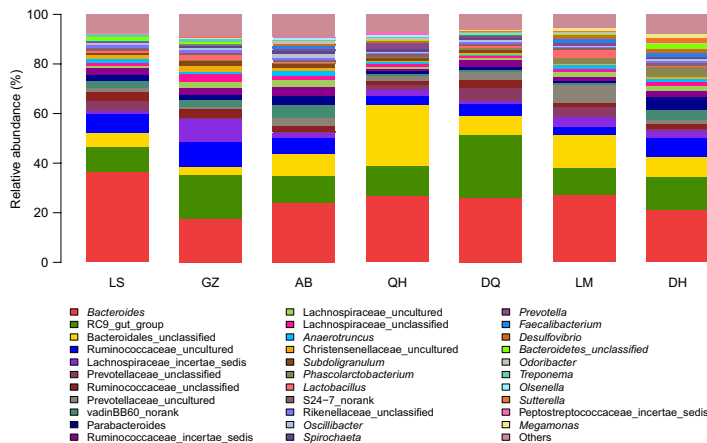 100
80
60
40
20
0
Relative abundance (%)
LS GZ AB QH DQ LM DH
Bacteroides
RC9_gut_group
Bacteroidales_unclassified
Ruminococcaceae_uncultured
Lachnospiraceae_incertae_sedis
Prevotellaceae_unclassified
Ruminococcaceae_unclassified
Prevotellaceae_uncultured
vadinBB60_norank
Parabacteroides
Ruminococcaceae_incertae_sedis
Lachnospiraceae_uncultured
Lachnospiraceae_unclassified
Anaerotruncus
Christensenellaceae_uncultured
Subdoligranulum
Phascolarctobacterium
Lactobacillus
S24−7_norank
Rikenellaceae_unclassified
Oscillibacter
Spirochaeta
Prevotella
Faecalibacterium
Desulfovibrio
Bacteroidetes_unclassified
Odoribacter
Treponema
Olsenella
Sutterella
Peptostreptococcaceae_incertae_sedis
Megamonas
Others